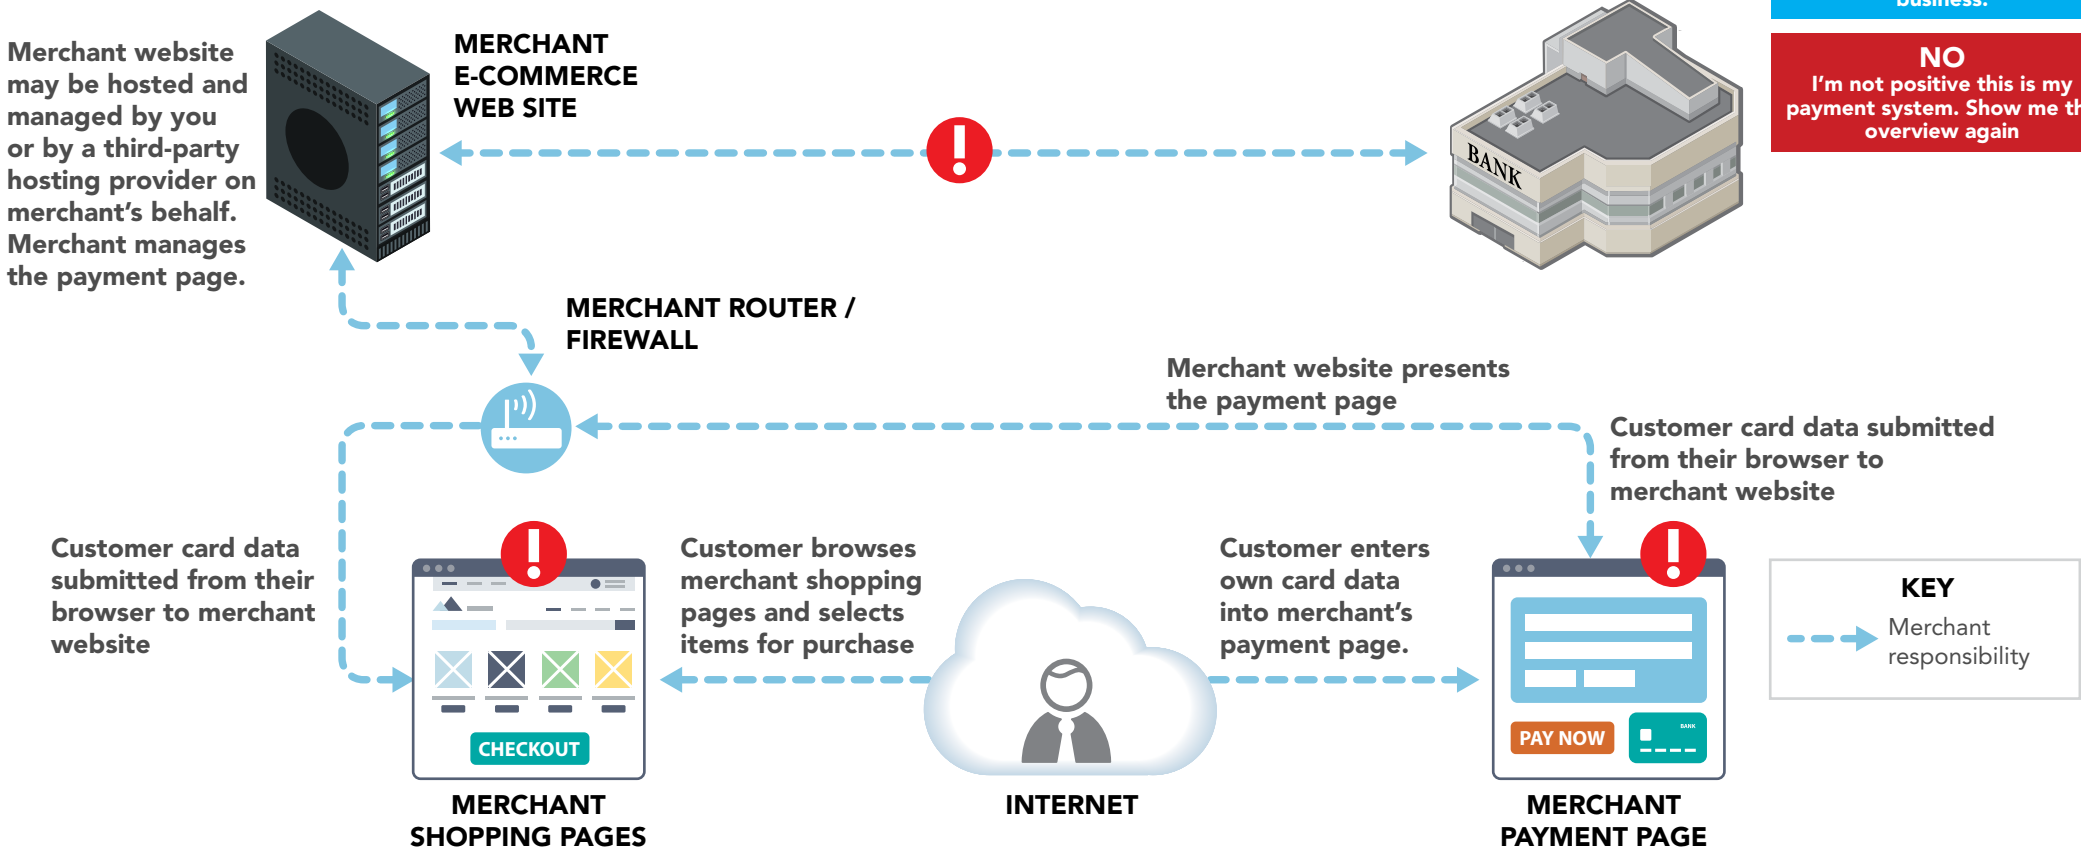 Merchant website
may be hosted and
managed by you
or by a third-party
hosting provider on
merchant's behalf.
Merchant manages
the payment page.
MERCHANT
E-COMMERCE
WEB SITE
BANK
business.
NO
I'm not positive this is my
payment system. Show me th
overview again
MERCHANT ROUTER /
FIREWALL
Merchant website presents
the payment page
Customer card data submitted
from their browser to
merchant website
Customer card data
submitted from their
browser to merchant
website
Customer browses
merchant shopping
pages and selects
items for purchase
Customer enters
own card data
into merchant's
payment page.
KEY
Merchant
responsibility
CHECKOUT
PAY NOW
BANK
MERCHANT
SHOPPING PAGES
INTERNET
MERCHANT
PAYMENT PAGE